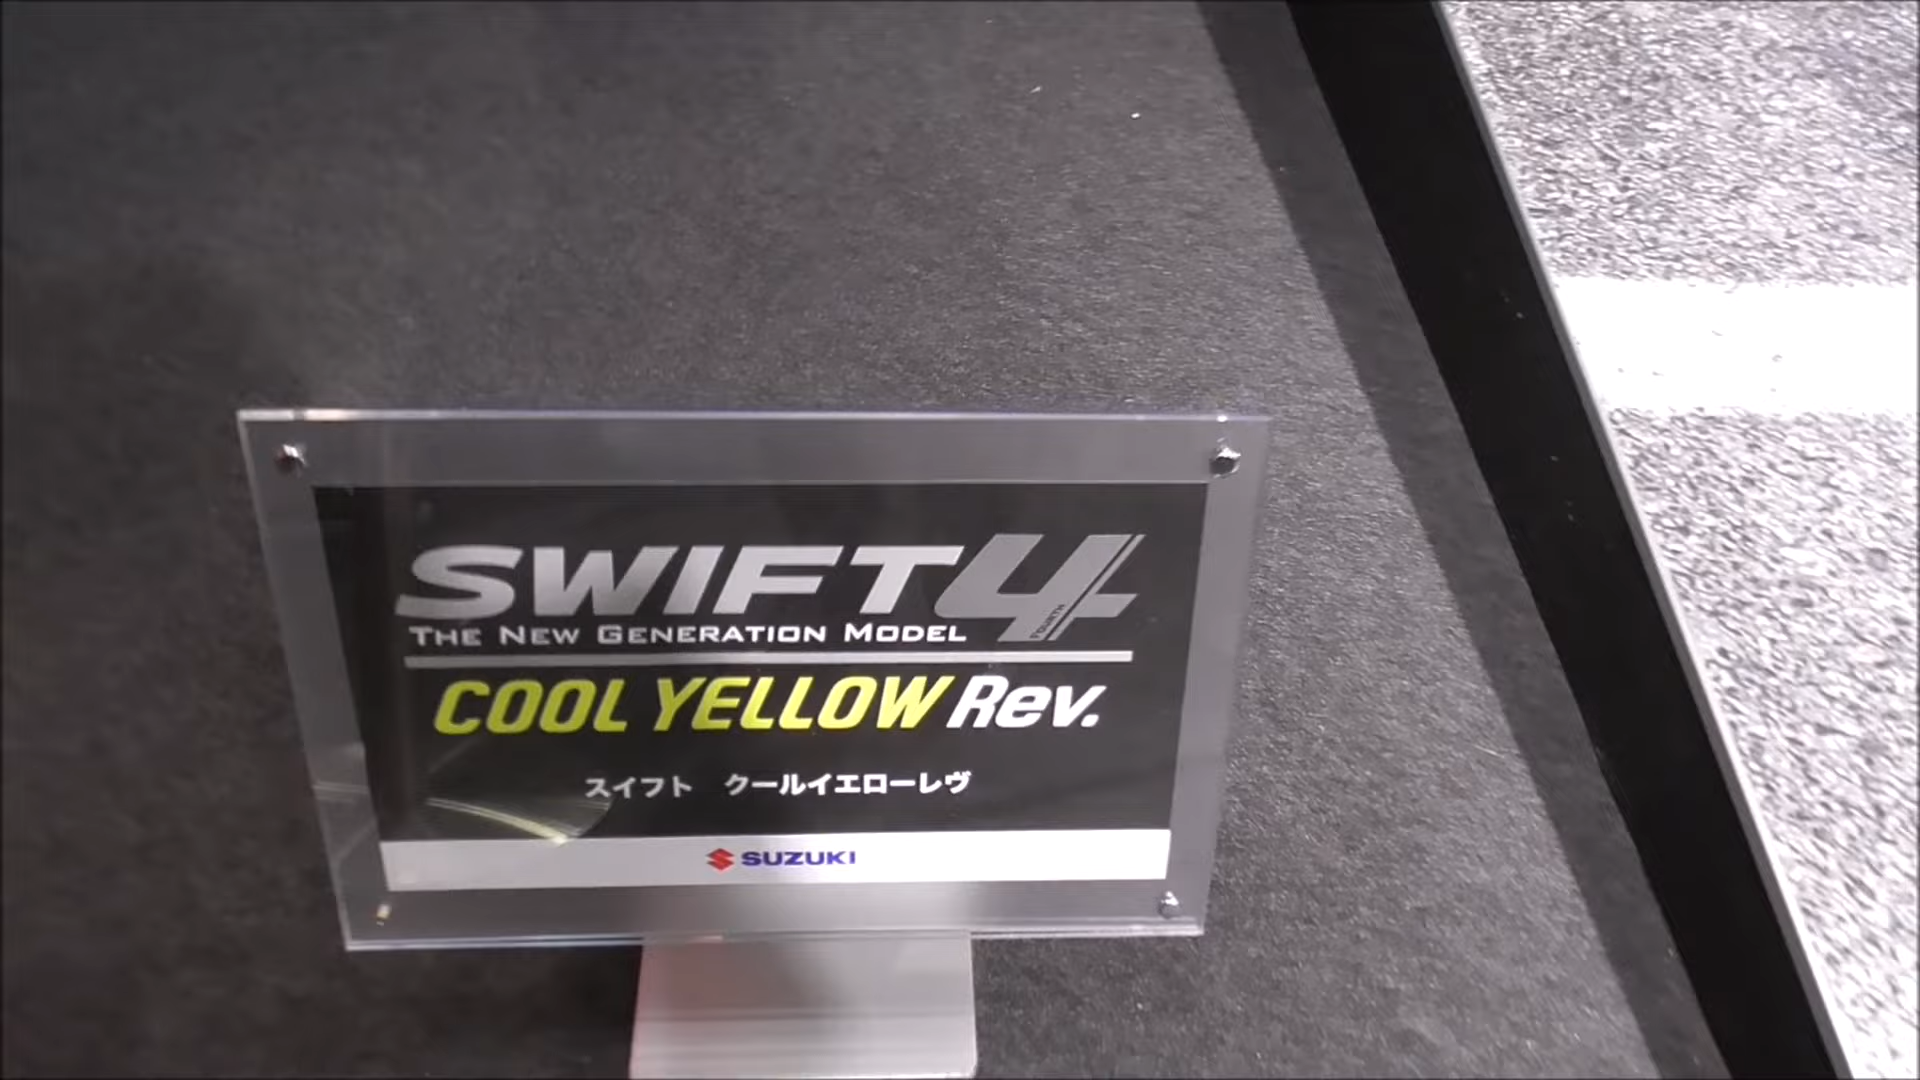 SWIFT4
FOURTH
THE NEW GENERATION MODEL
COOL YELLOW Rev.
スイフト クールイエローレヴ
SUZUKI